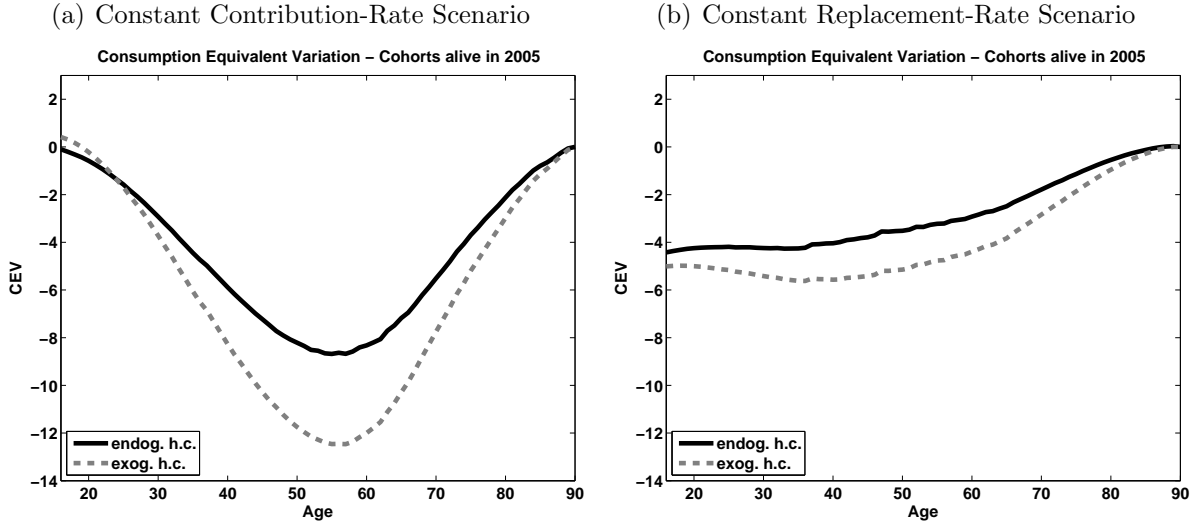 (a) Constant Contribution-Rate Scenario
Consumption Equivalent Variation – Cohorts alive in 2005
2
0
−2
−4
−6
−8
−10
−12
−14
CEV
endog. h.c.
exog. h.c.
20 30 40 50 60 70 80 90
Age
(b) Constant Replacement-Rate Scenario
Consumption Equivalent Variation – Cohorts alive in 2005
2
0
−2
−4
−6
−8
−10
−12
−14
CEV
endog. h.c.
exog. h.c.
20 30 40 50 60 70 80 90
Age